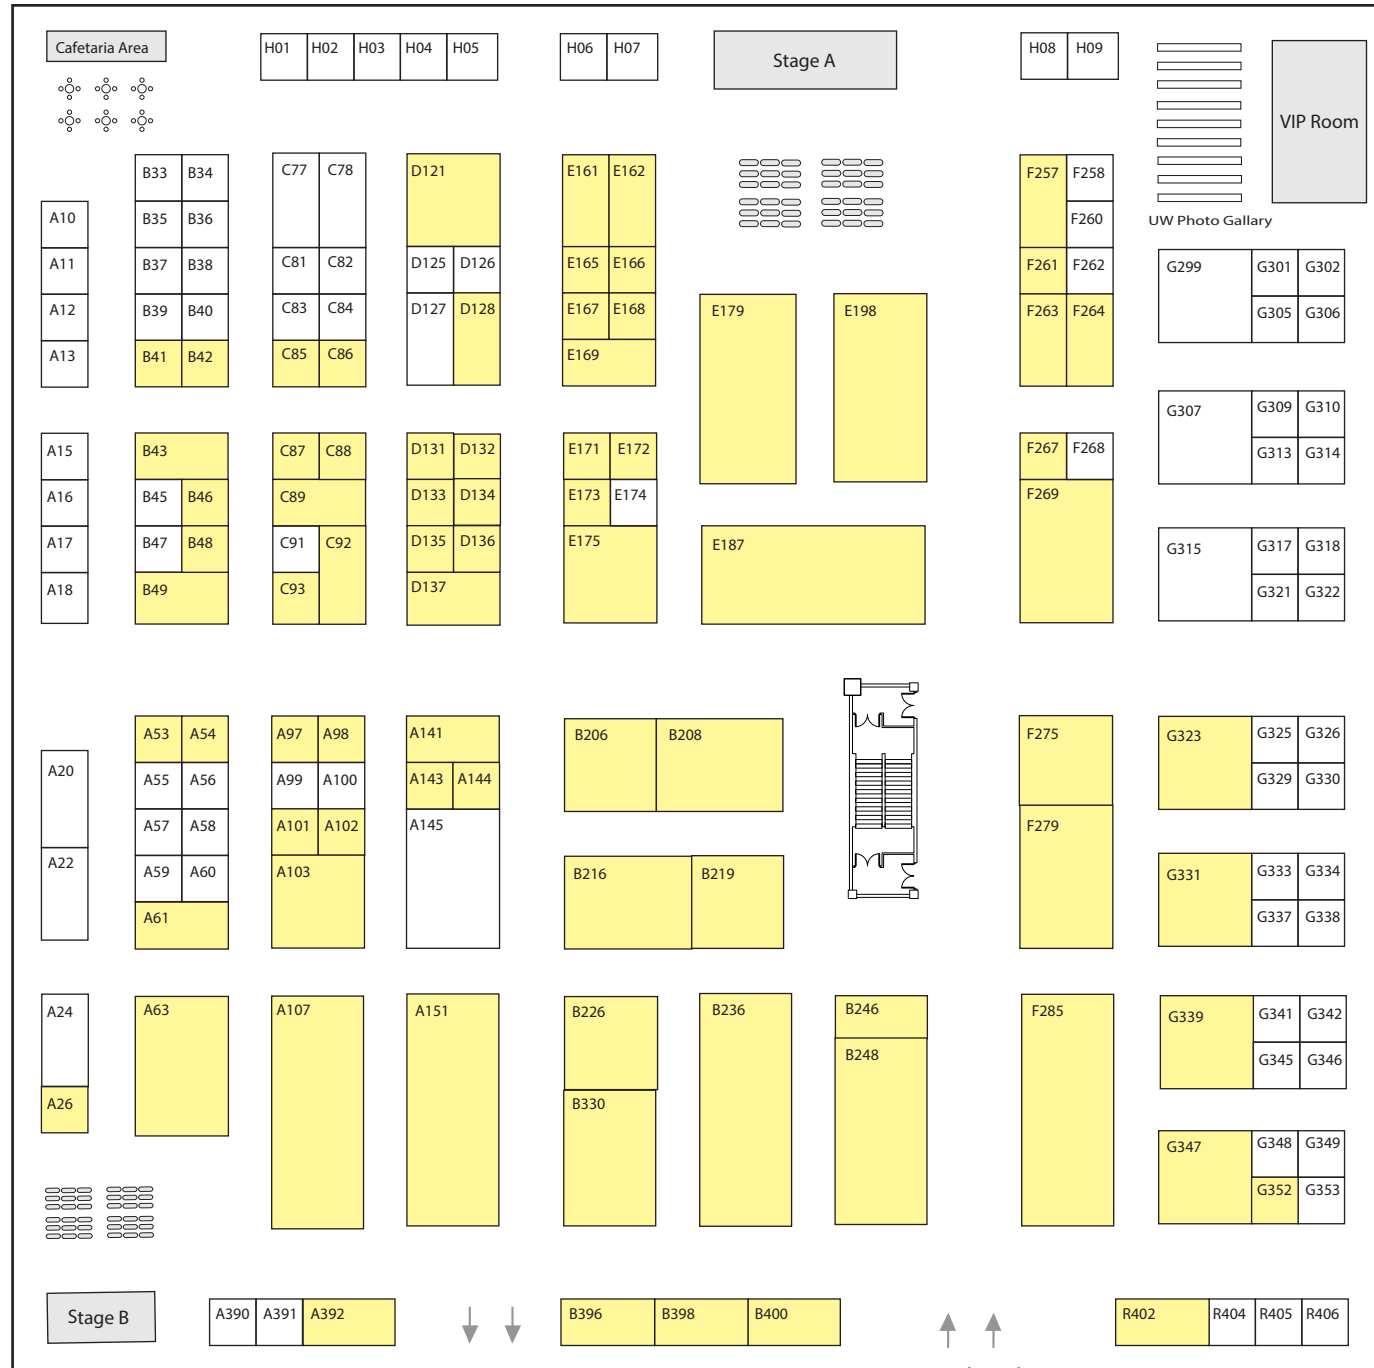 Cafetaria Area
H01 H02 H03 H04 H05
H06 H07
Stage A
H08 H09
VIP Room
UW Photo Gallary
A10
A11
A12
A13
B33 B34
B35 B36
B37 B38
B39 B40
B41 B42
C77 C78
C81 C82
C83 C84
C85 C86
D121
D125 D126
D127 D128
E161 E162
E165 E166
E167 E168
E169
E179 E198
F257 F258
F260
F261 F262
F263 F264
G299 G301 G302
G305 G306
G307 G309 G310
G313 G314
A15
A16
A17
A18
B43
B45 B46
B47 B48
B49
C87 C88
C89
C91 C92
C93
D131 D132
D133 D134
D135 D136
D137
E171 E172
E173 E174
E175
E187
F267 F268
F269
G315 G317 G318
G321 G322
A20
A22
A53 A54
A55 A56
A57 A58
A59 A60
A61
A97 A98
A99 A100
A101 A102
A103
A141
A143 A144
A145
B206 B208
B216 B219
F275
F279
G323 G325 G326
G329 G330
G331 G333 G334
G337 G338
A24
A26
A63
A107
A151
B226
B330
B236
B246
B248
F285
G339 G341 G342
G345 G346
G347 G348 G349
G352 G353
Stage B
A390 A391 A392
B396 B398 B400
R402 R404 R405 R406